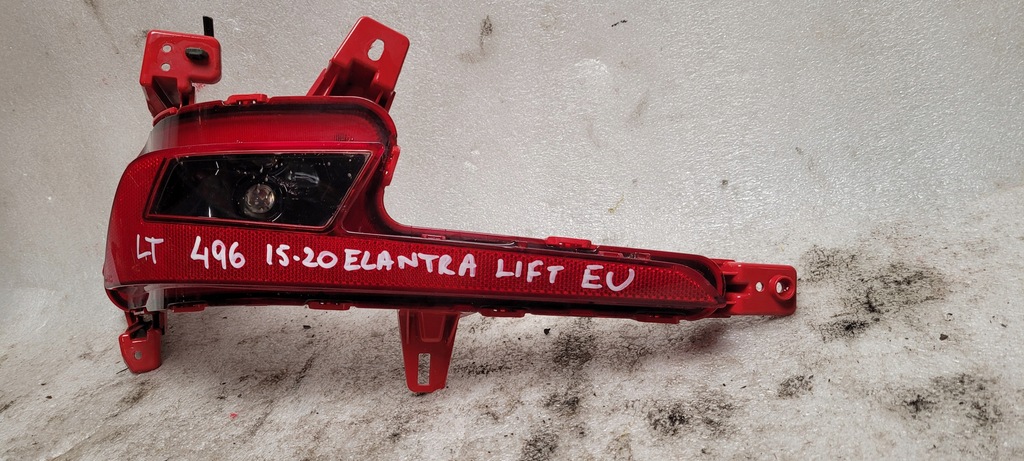 LT 496 15-20 ELANTRA LIFT EU